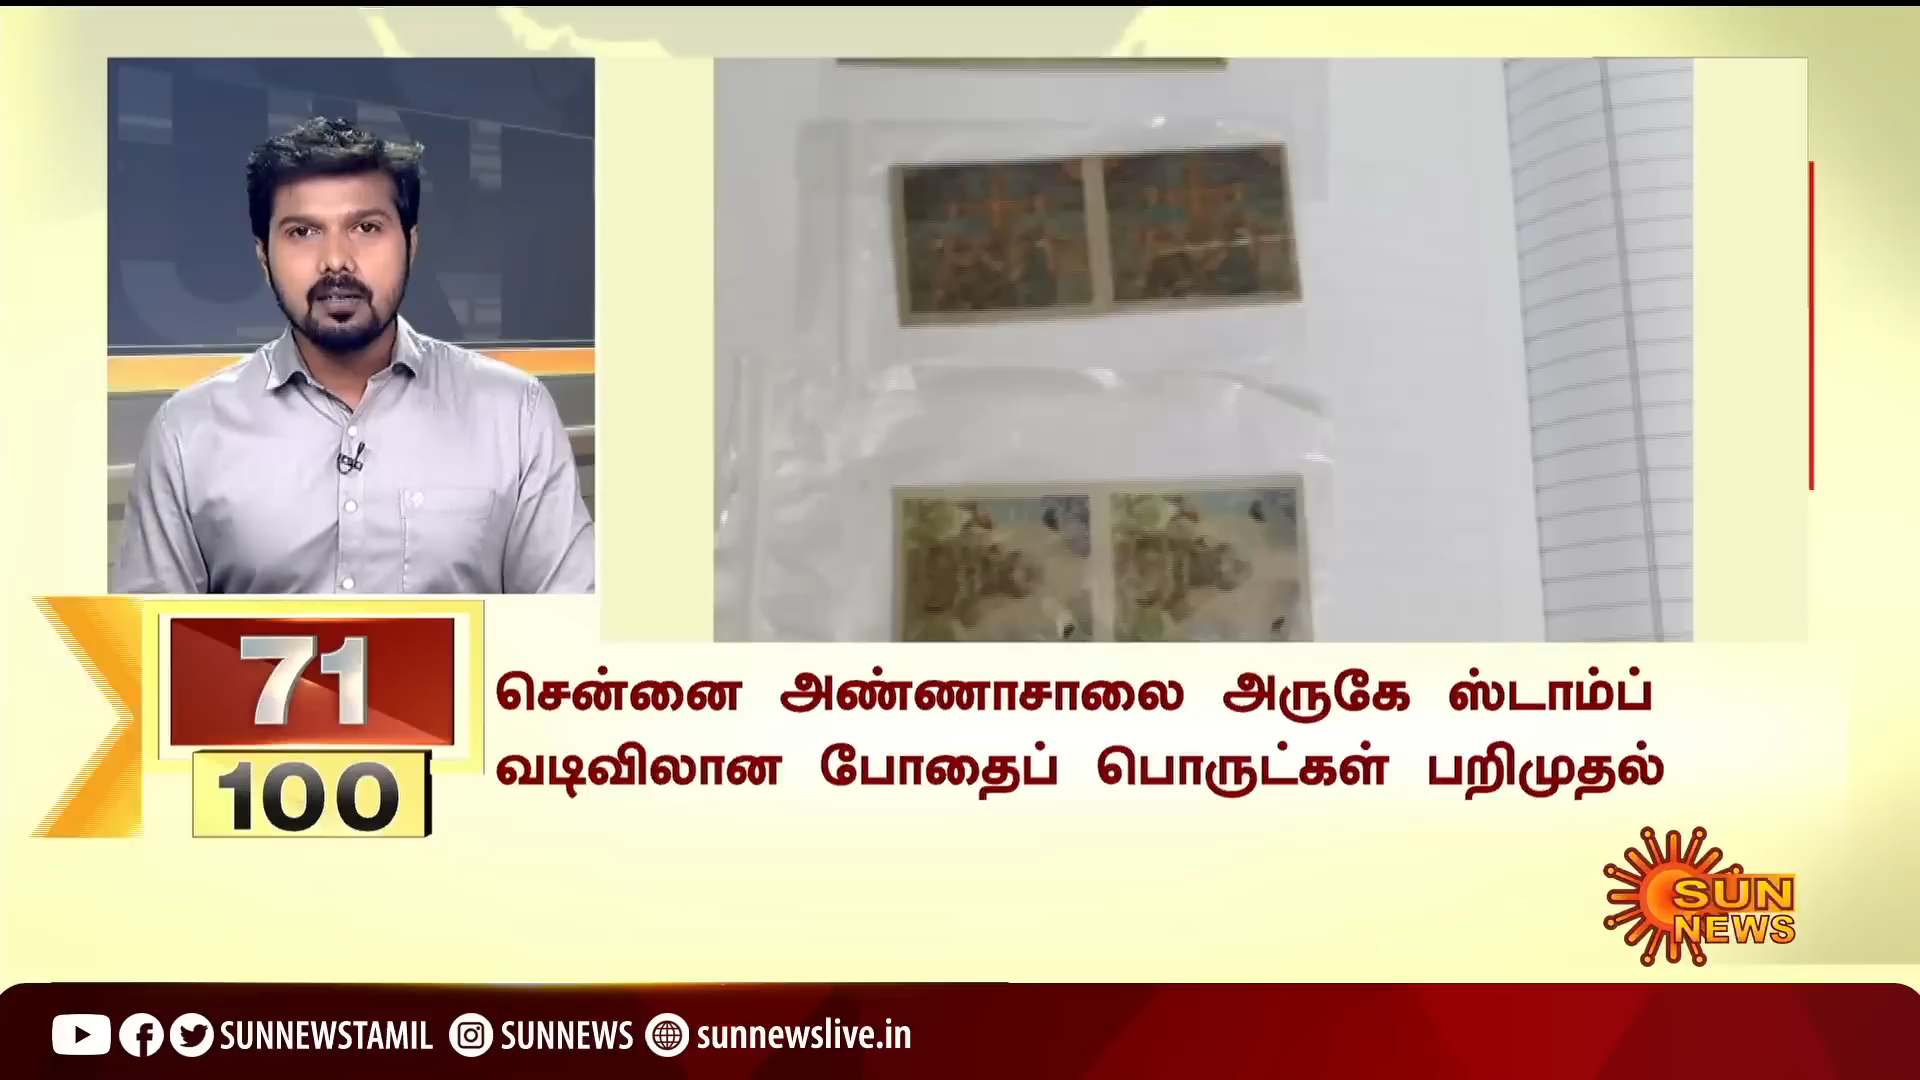 71
100
சென்னை அண்ணாசாலை அருகே ஸ்டாம்ப்
வடிவிலான போதைப் பொருட்கள் பறிமுதல்
SUN
NEWS
SUNNEWSTAMIL SUNNEWS sunnewslive.in